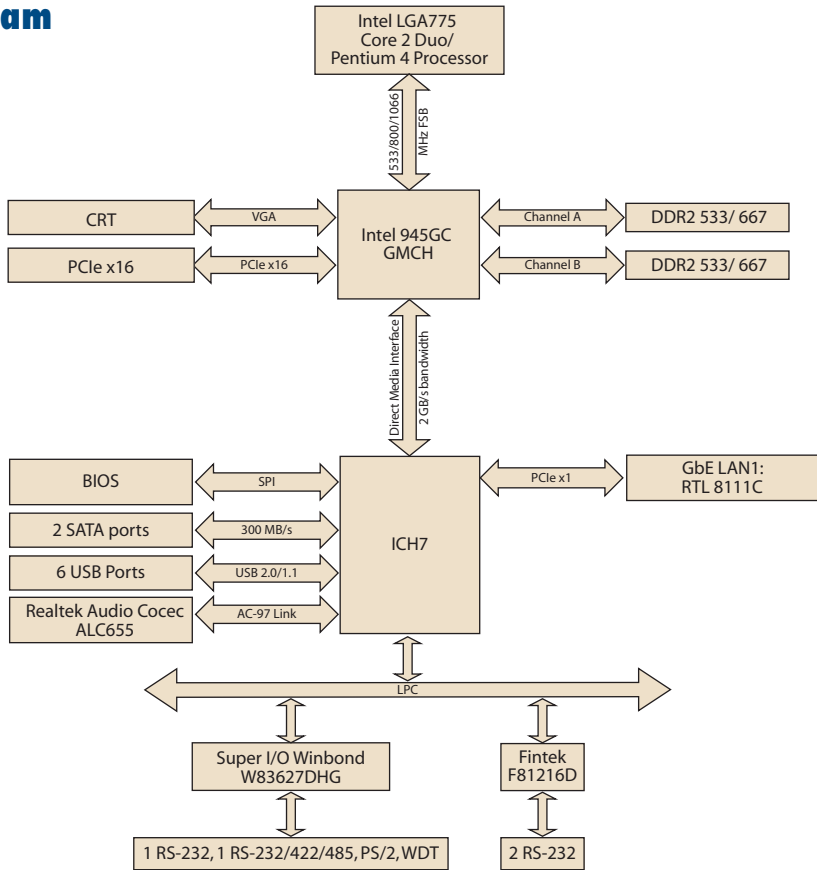 am
Intel LGA775
Core 2 Duo/
Pentium 4 Processor
533/800/1066
MHz FSB
CRT
VGA
Intel 945GC
GMCH
Channel A
DDR2 533/ 667
PCIe x16
PCIe x16
Channel B
DDR2 533/ 667
Direct Media Interface
2 GB/s bandwidth
BIOS
SPI
ICH7
PCIe x1
GbE LAN1:
RTL 8111C
2 SATA ports
300 MB/s
6 USB Ports
USB 2.0/1.1
Realtek Audio Cocec
ALC655
AC-97 Link
LPC
Super I/O Winbond
W83627DHG
Fintek
F81216D
1 RS-232, 1 RS-232/422/485, PS/2, WDT
2 RS-232